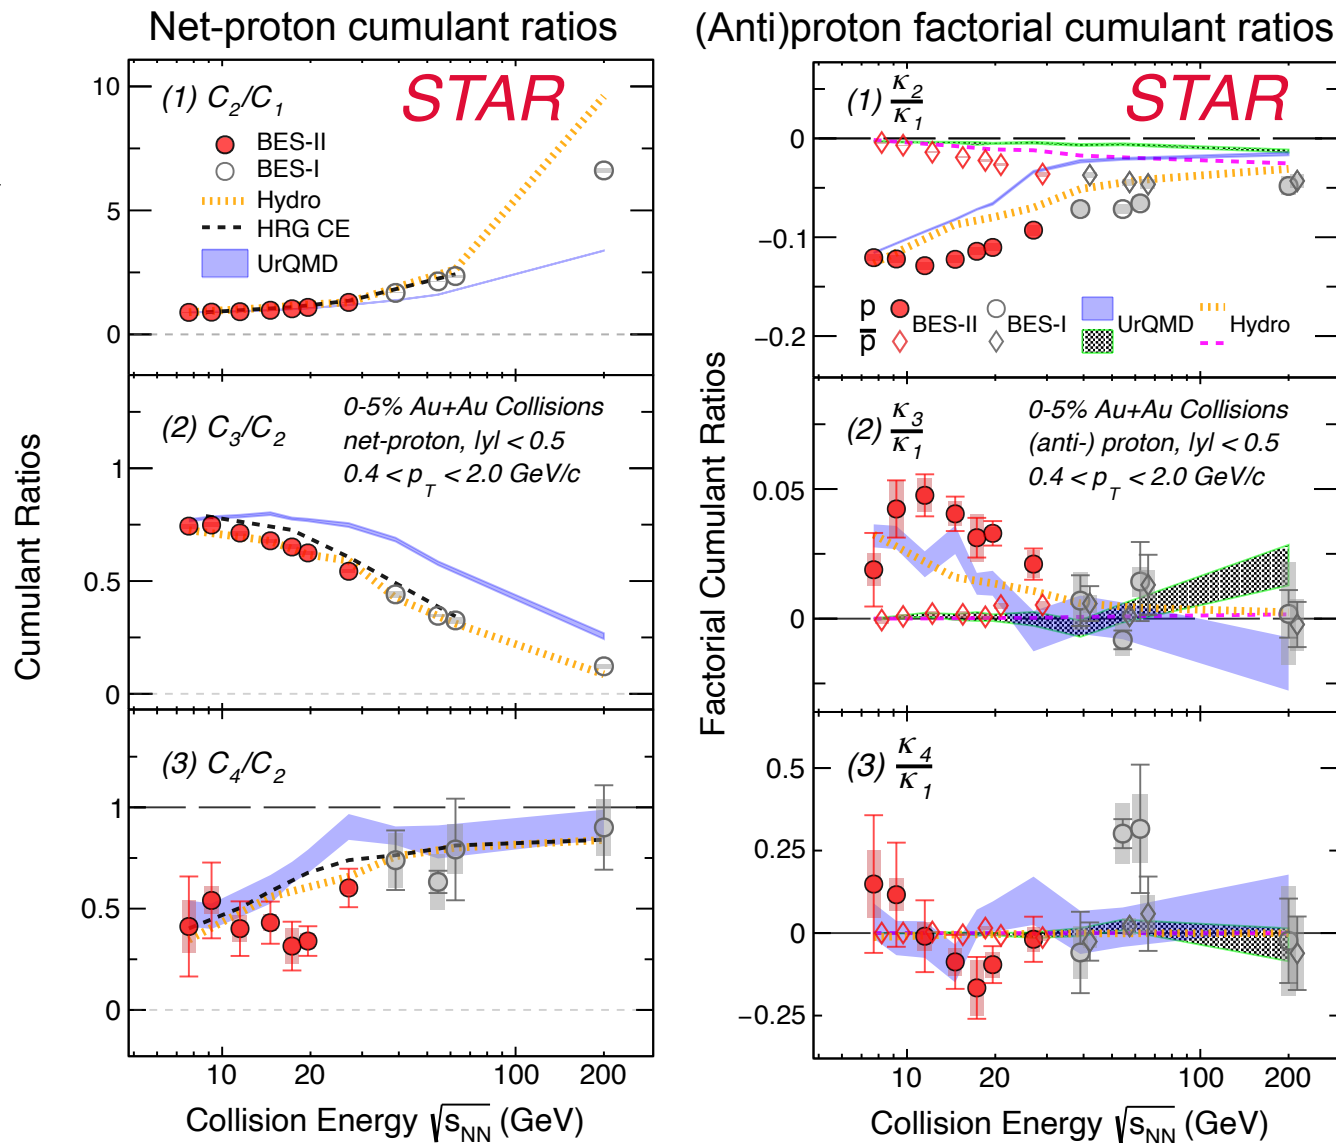 Net-proton cumulant ratios
(1) C2/C1
STAR
BES-II
BES-I
Hydro
HRG CE
UrQMD
10
5
0
(2) C3/C2
0-5% Au+Au Collisions
net-proton, lyl < 0.5
0.4 < pT < 2.0 GeV/c
1
0.5
0
(3) C4/C2
1
0.5
0
10
20
100
200
Cumulant Ratios
Collision Energy √sNN (GeV)
(Anti)proton factorial cumulant ratios
(1) κ2/κ1
STAR
0
−0.1
−0.2
p
p̅
BES-II
BES-I
UrQMD
Hydro
(2) κ3/κ1
0-5% Au+Au Collisions
(anti-) proton, lyl < 0.5
0.4 < pT < 2.0 GeV/c
0.05
0
(3) κ4/κ1
0.5
0.25
0
−0.25
10
20
100
200
Factorial Cumulant Ratios
Collision Energy √sNN (GeV)